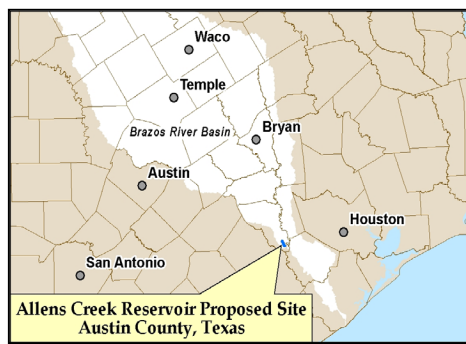 Waco
Temple
Brazos River Basin
Bryan
Austin
Houston
San Antonio
Allens Creek Reservoir Proposed Site
Austin County, Texas